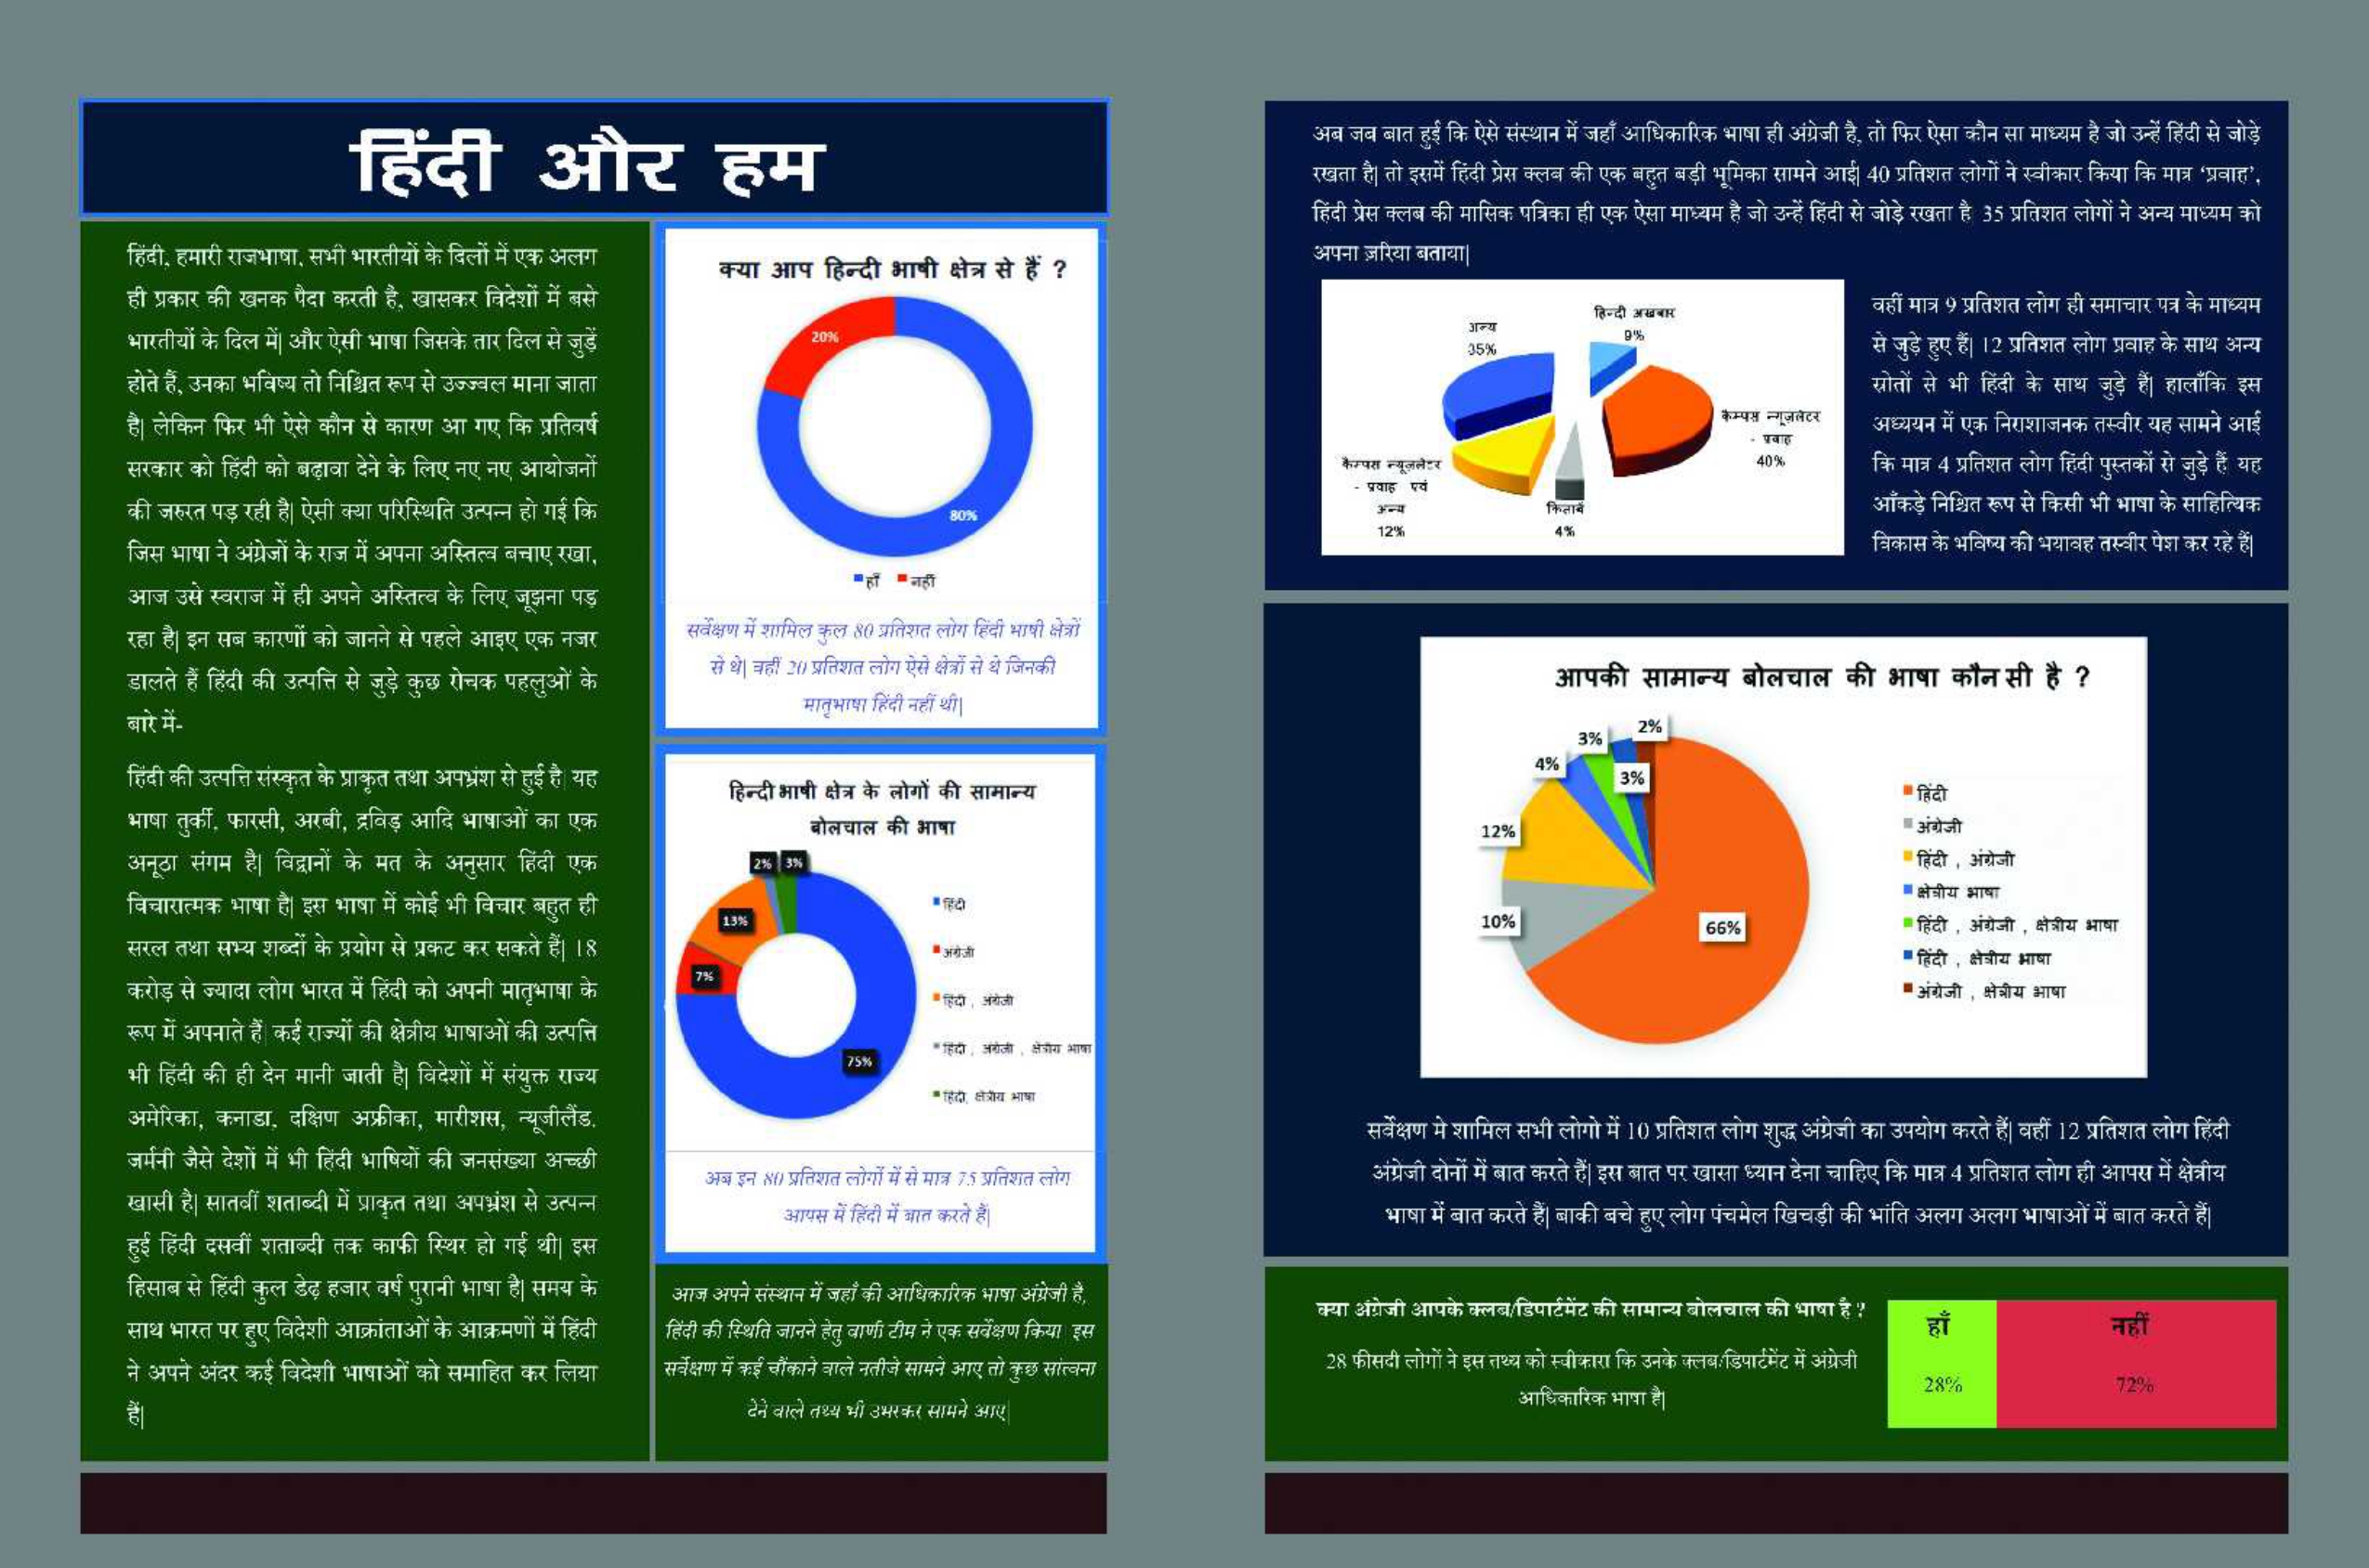 हिंदी और हम
हिंदी, हमारी राजभाषा, सभी भारतीयों के दिलों में एक अलग
ही प्रकार की खनक पैदा करती है, खासकर विदेशों में बसे
भारतीयों के दिल में| और ऐसी भाषा जिसके तार दिल से जुड़ें
होते हैं, उनका भविष्य तो निश्चित रूप से उज्ज्वल माना जाता
है| लेकिन फिर भी ऐसे कौन से कारण आ गए कि प्रतिवर्ष
सरकार को हिंदी को बढ़ावा देने के लिए नए नए आयोजनों
की जरुरत पड़ रही है| ऐसी क्या परिस्थिति उत्पन्न हो गई कि
जिस भाषा ने अंग्रेजों के राज में अपना अस्तित्व बचाए रखा,
आज उसे स्वराज में ही अपने अस्तित्व के लिए जूझना पड़
रहा है| इन सब कारणों को जानने से पहले आइए एक नजर
डालते हैं हिंदी की उत्पत्ति से जुड़े कुछ रोचक पहलुओं के
बारे में-
हिंदी की उत्पत्ति संस्कृत के प्राकृत तथा अपभ्रंश से हुई है| यह
भाषा तुर्की, फारसी, अरबी, द्रविड़ आदि भाषाओं का एक
अनूठा संगम है| विद्वानों के मत के अनुसार हिंदी एक
विचारात्मक भाषा है| इस भाषा में कोई भी विचार बहुत ही
सरल तथा सभ्य शब्दों के प्रयोग से प्रकट कर सकते हैं| 18
करोड़ से ज्यादा लोग भारत में हिंदी को अपनी मातृभाषा के
रूप में अपनाते हैं| कई राज्यों की क्षेत्रीय भाषाओं की उत्पत्ति
भी हिंदी की ही देन मानी जाती है| विदेशों में संयुक्त राज्य
अमेरिका, कनाडा, दक्षिण अफ्रीका, मारीशस, न्यूजीलैंड,
जर्मनी जैसे देशों में भी हिंदी भाषियों की जनसंख्या अच्छी
खासी है| सातवीं शताब्दी में प्राकृत तथा अपभ्रंश से उत्पन्न
हुई हिंदी दसवीं शताब्दी तक काफी स्थिर हो गई थी| इस
हिसाब से हिंदी कुल डेढ़ हजार वर्ष पुरानी भाषा है| समय के
साथ भारत पर हुए विदेशी आक्रांताओं के आक्रमणों में हिंदी
ने अपने अंदर कई विदेशी भाषाओं को समाहित कर लिया
हैं|
क्या आप हिन्दी भाषी क्षेत्र से हैं ?
20%
80%
हाँ नहीं
सर्वेक्षण में शामिल कुल 80 प्रतिशत लोग हिंदी भाषी क्षेत्रों
से थे| वहीं 20 प्रतिशत लोग ऐसे क्षेत्रों से थे जिनकी
मातृभाषा हिंदी नहीं थी|
हिन्दी भाषी क्षेत्र के लोगों की सामान्य
बोलचाल की भाषा
2% 3%
13%
7%
75%
हिंदी
अंग्रेजी
हिंदी , अंग्रेजी
हिंदी , अंग्रेजी , क्षेत्रीय भाषा
हिंदी, क्षेत्रीय भाषा
अब इन 80 प्रतिशत लोगों में से मात्र 75 प्रतिशत लोग
आपस में हिंदी में बात करते हैं|
आज अपने संस्थान में जहाँ की आधिकारिक भाषा अंग्रेजी है,
हिंदी की स्थिति जानने हेतु वाणी टीम ने एक सर्वेक्षण किया| इस
सर्वेक्षण में कई चौंकाने वाले नतीजे सामने आए तो कुछ सांत्वना
देने वाले तथ्य भी उभरकर सामने आए|
अब जब बात हुई कि ऐसे संस्थान में जहाँ आधिकारिक भाषा ही अंग्रेजी है, तो फिर ऐसा कौन सा माध्यम है जो उन्हें हिंदी से जोड़े
रखता है| तो इसमें हिंदी प्रेस क्लब की एक बहुत बड़ी भूमिका सामने आई| 40 प्रतिशत लोगों ने स्वीकार किया कि मात्र ‘प्रवाह’,
हिंदी प्रेस क्लब की मासिक पत्रिका ही एक ऐसा माध्यम है जो उन्हें हिंदी से जोड़े रखता है 35 प्रतिशत लोगों ने अन्य माध्यम को
अपना ज़रिया बताया|
हिन्दी अखबार
9%
अन्य
35%
कैम्पस न्यूज़लेटर
- प्रवाह
40%
कैम्पस न्यूज़लेटर
- प्रवाह एवं
अन्य
12%
किताबें
4%
वहीं मात्र 9 प्रतिशत लोग ही समाचार पत्र के माध्यम
से जुड़े हुए हैं| 12 प्रतिशत लोग प्रवाह के साथ अन्य
स्रोतों से भी हिंदी के साथ जुड़े हैं| हालाँकि इस
अध्ययन में एक निराशाजनक तस्वीर यह सामने आई
कि मात्र 4 प्रतिशत लोग हिंदी पुस्तकों से जुड़े हैं यह
आँकड़े निश्चित रूप से किसी भी भाषा के साहित्यिक
विकास के भविष्य की भयावह तस्वीर पेश कर रहे हैं|
आपकी सामान्य बोलचाल की भाषा कौन सी है ?
2%
3%
4%
3%
12%
10%
66%
हिंदी
अंग्रेजी
हिंदी , अंग्रेजी
क्षेत्रीय भाषा
हिंदी , अंग्रेजी , क्षेत्रीय भाषा
हिंदी , क्षेत्रीय भाषा
अंग्रेजी , क्षेत्रीय भाषा
सर्वेक्षण मे शामिल सभी लोगो में 10 प्रतिशत लोग शुद्ध अंग्रेजी का उपयोग करते हैं| वहीं 12 प्रतिशत लोग हिंदी
अंग्रेजी दोनों में बात करते हैं| इस बात पर खासा ध्यान देना चाहिए कि मात्र 4 प्रतिशत लोग ही आपस में क्षेत्रीय
भाषा में बात करते हैं| बाकी बचे हुए लोग पंचमेल खिचड़ी की भांति अलग अलग भाषाओं में बात करते हैं|
क्या अंग्रेजी आपके क्लब/डिपार्टमेंट की सामान्य बोलचाल की भाषा है ?
28 फीसदी लोगों ने इस तथ्य को स्वीकारा कि उनके क्लब/डिपार्टमेंट में अंग्रेजी
आधिकारिक भाषा है|
हाँ नहीं
28% 72%